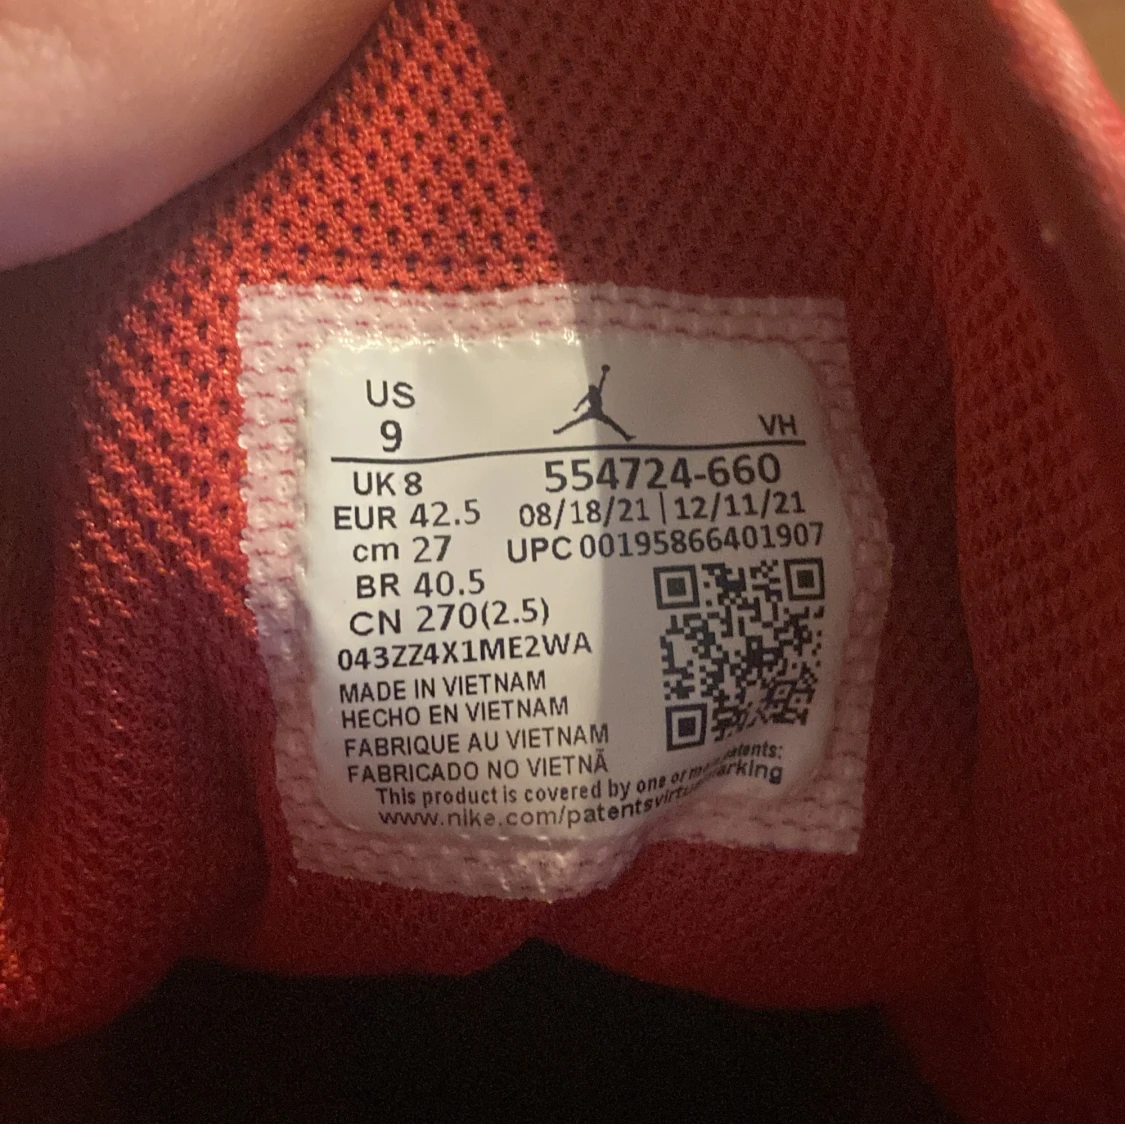 US
9
VH
UK 8
554724-660
EUR 42.5
08/18/21 | 12/11/21
cm 27
UPC 00195866401907
BR 40.5
CN 270(2.5)
043ZZ4X1ME2WA
MADE IN VIETNAM
HECHO EN VIETNAM
FABRIQUE AU VIETNAM
FABRICADO NO VIETNÃ
This product is covered by one or more patents:
www.nike.com/patentsvirtualmarking